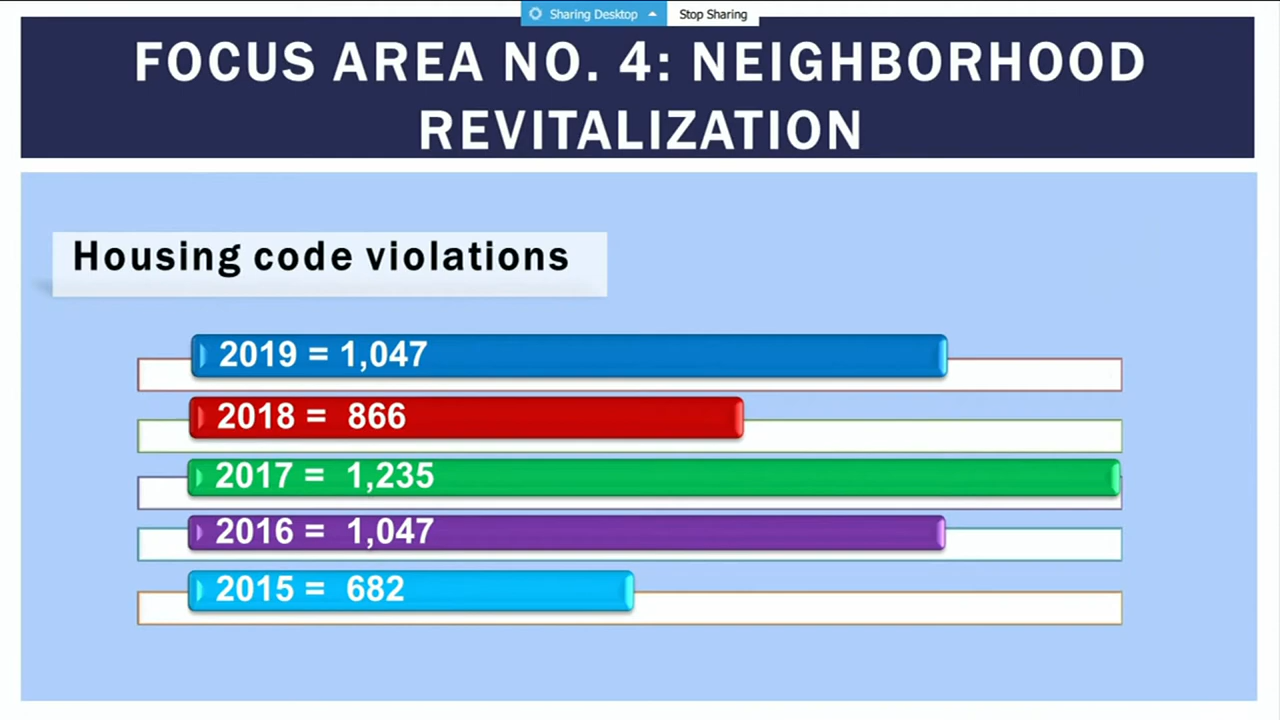 Sharing Desktop Stop Sharing
FOCUS AREA NO. 4: NEIGHBORHOOD
REVITALIZATION
Housing code violations
2019 = 1,047
2018 = 866
2017 = 1,235
2016 = 1,047
2015 = 682